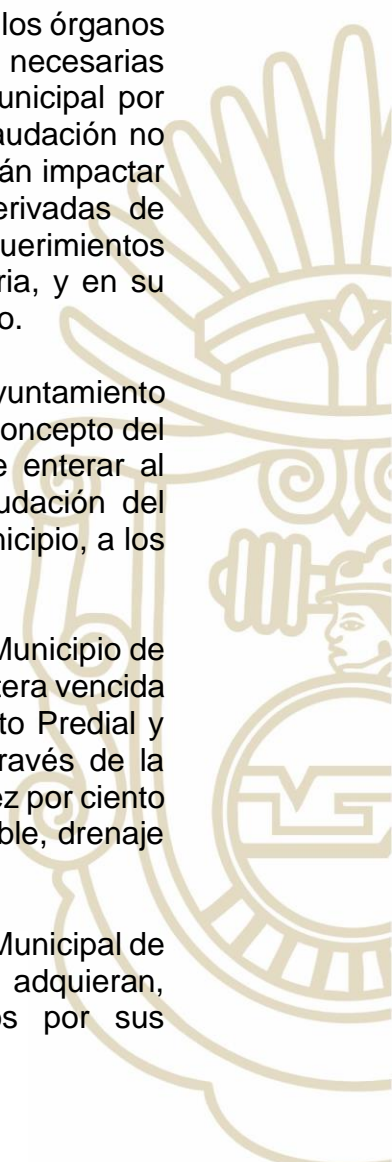 los órganos
necesarias
unicipal por
audación no
án impactar
erivadas de
uerimientos
ria, y en su
o.
yuntamiento
oncepto del
e enterar al
udación del
nicipio, a los
Municipio de
tera vencida
to Predial y
ravés de la
ez por ciento
ble, drenaje
Municipal de
adquieran,
os por sus